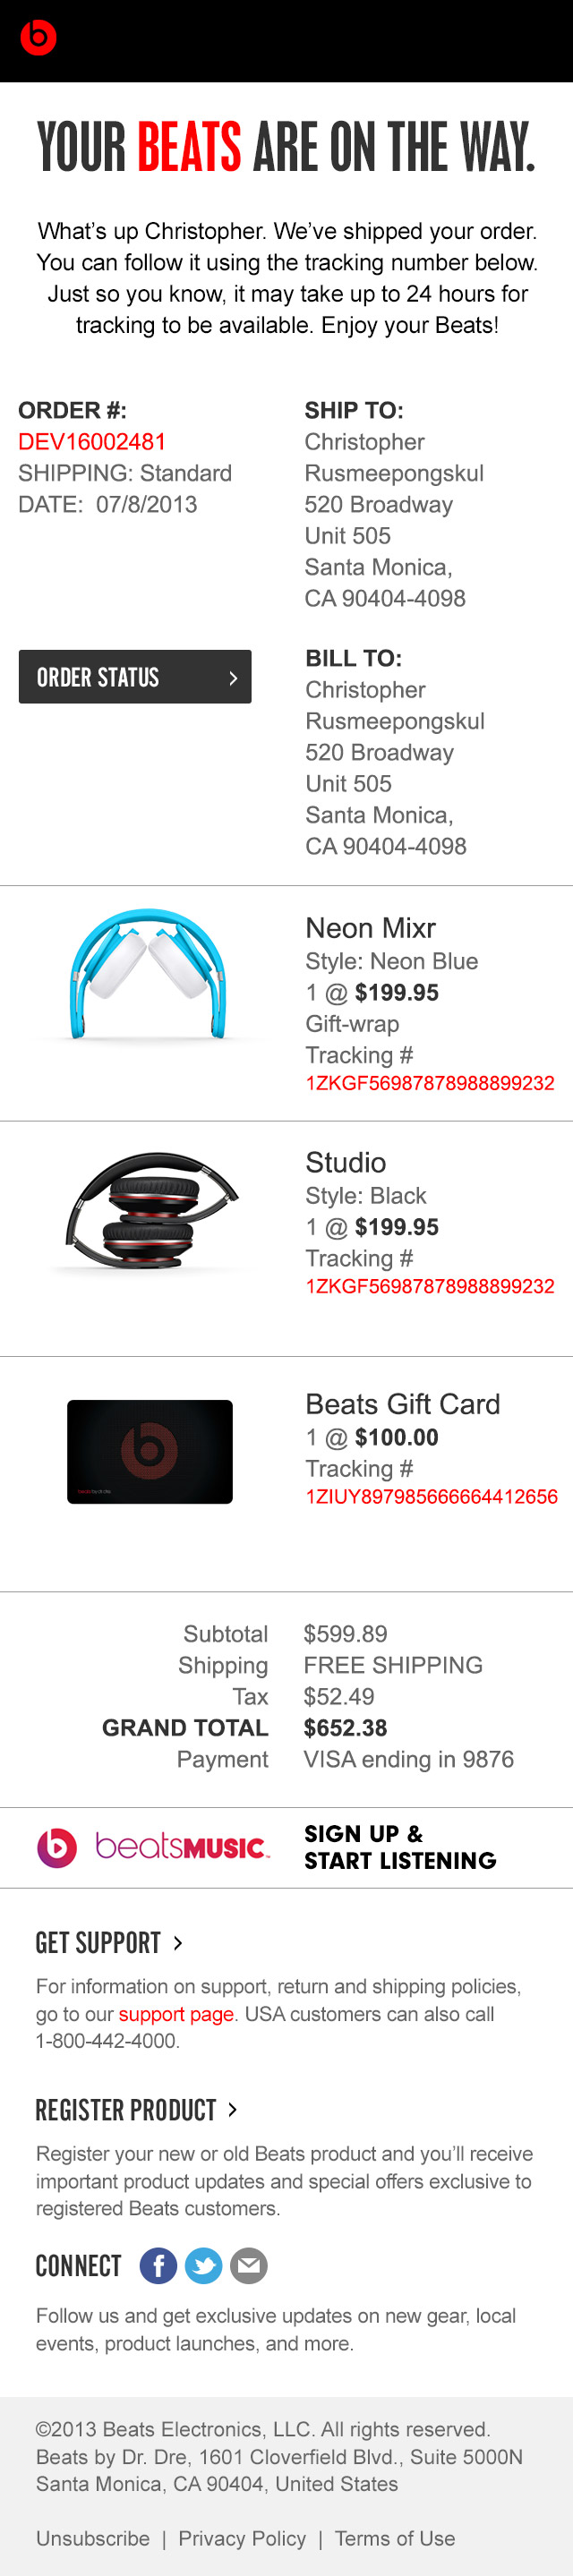 YOUR BEATS ARE ON THE WAY.
What's up Christopher. We've shipped your order.
You can follow it using the tracking number below.
Just so you know, it may take up to 24 hours for
tracking to be available. Enjoy your Beats!
ORDER #:
DEV16002481
SHIPPING: Standard
DATE: 07/8/2013
SHIP TO:
Christopher
Rusmeepongskul
520 Broadway
Unit 505
Santa Monica,
CA 90404-4098
ORDER STATUS
BILL TO:
Christopher
Rusmeepongskul
520 Broadway
Unit 505
Santa Monica,
CA 90404-4098
Neon Mixr
Style: Neon Blue
1 @ $199.95
Gift-wrap
Tracking #
1ZKGF56987878988899232
Studio
Style: Black
1 @ $199.95
Tracking #
1ZKGF56987878988899232
Beats Gift Card
1 @ $100.00
Tracking #
1ZIUY897985666664412656
Subtotal $599.89
Shipping FREE SHIPPING
Tax $52.49
GRAND TOTAL $652.38
Payment VISA ending in 9876
beatsMUSIC™
SIGN UP &
START LISTENING
GET SUPPORT >
For information on support, return and shipping policies,
go to our support page. USA customers can also call
1-800-442-4000.
REGISTER PRODUCT >
Register your new or old Beats product and you'll receive
important product updates and special offers exclusive to
registered Beats customers.
CONNECT
Follow us and get exclusive updates on new gear, local
events, product launches, and more.
©2013 Beats Electronics, LLC. All rights reserved.
Beats by Dr. Dre, 1601 Cloverfield Blvd., Suite 5000N
Santa Monica, CA 90404, United States
Unsubscribe | Privacy Policy | Terms of Use